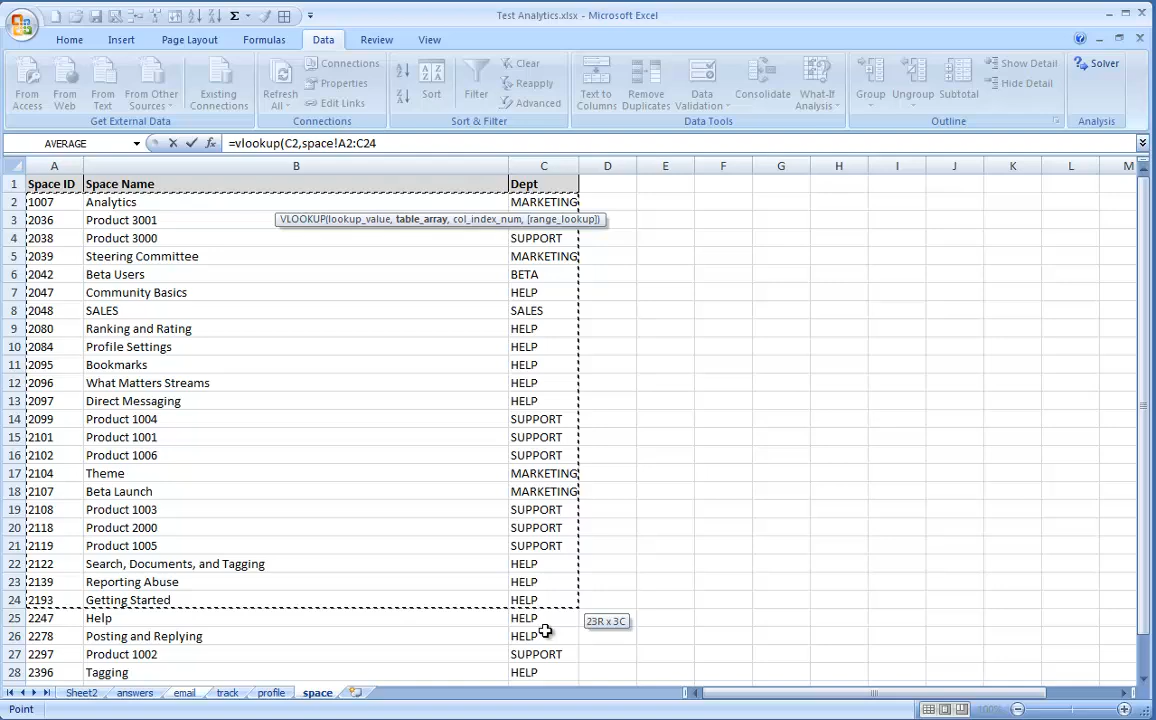 Test Analytics.xlsx - Microsoft Excel
Home Insert Page Layout Formulas Data Review View
From Access From Web From Text From Other Sources Existing Connections Refresh All Connections Properties Edit Links Sort Filter Clear Reapply Advanced Text to Columns Remove Duplicates Data Validation Consolidate What-If Analysis Group Ungroup Subtotal Show Detail Hide Detail Solver
Get External Data Connections Sort & Filter Data Tools Outline Analysis
AVERAGE fx =vlookup(C2,space!A2:C24
A B C D E F G H I J K L M
1 Space ID Space Name Dept
2 1007 Analytics MARKETING
3 2036 Product 3001 VLOOKUP(lookup_value, table_array, col_index_num, [range_lookup])
4 2038 Product 3000 SUPPORT
5 2039 Steering Committee MARKETING
6 2042 Beta Users BETA
7 2047 Community Basics HELP
8 2048 SALES SALES
9 2080 Ranking and Rating HELP
10 2084 Profile Settings HELP
11 2095 Bookmarks HELP
12 2096 What Matters Streams HELP
13 2097 Direct Messaging HELP
14 2099 Product 1004 SUPPORT
15 2101 Product 1001 SUPPORT
16 2102 Product 1006 SUPPORT
17 2104 Theme MARKETING
18 2107 Beta Launch MARKETING
19 2108 Product 1003 SUPPORT
20 2118 Product 2000 SUPPORT
21 2119 Product 1005 SUPPORT
22 2122 Search, Documents, and Tagging HELP
23 2139 Reporting Abuse HELP
24 2193 Getting Started HELP
25 2247 Help HELP 23R x 3C
26 2278 Posting and Replying HELP
27 2297 Product 1002 SUPPORT
28 2396 Tagging HELP
Sheet2 answers email track profile space
Point 100%